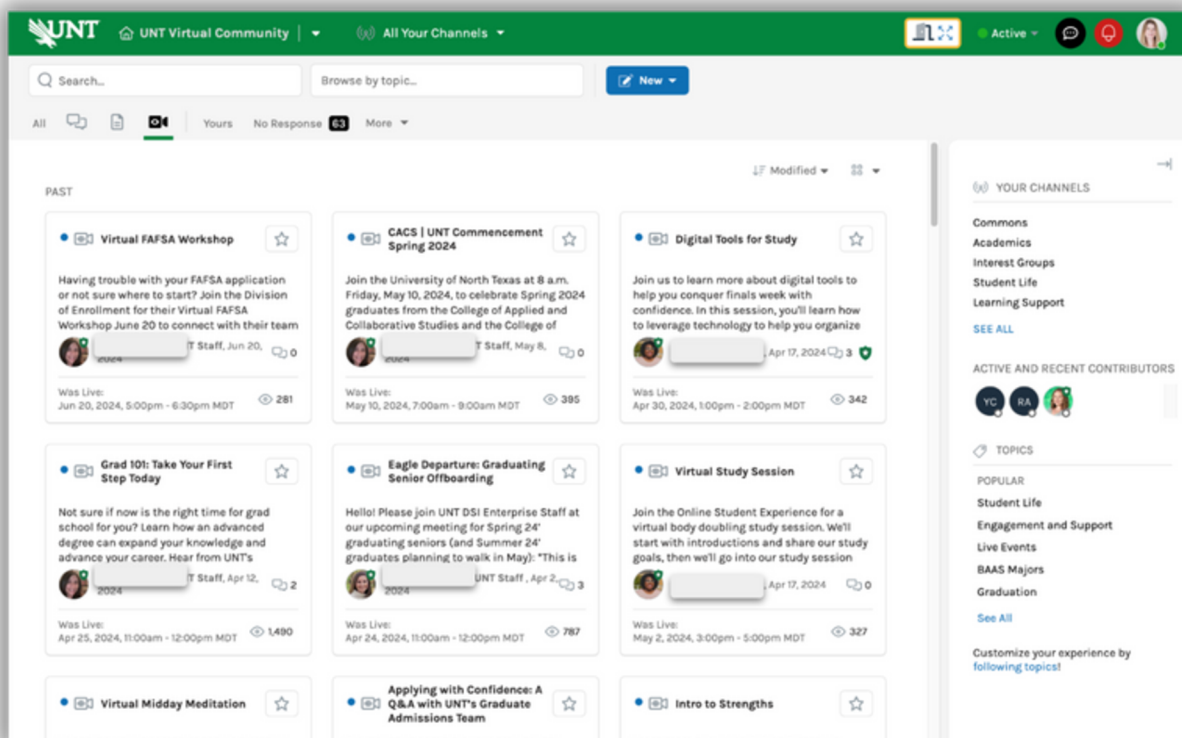 UNT
UNT Virtual Community
All Your Channels
Active
Search...
Browse by topic...
New
All
Yours
No Response 63
More
Modified
PAST
Virtual FAFSA Workshop
Having trouble with your FAFSA application
or not sure where to start? Join the Division
of Enrollment for their Virtual FAFSA
Workshop June 20 to connect with their team
T Staff, Jun 20,
2024
0
Was Live:
Jun 20, 2024, 5:00pm - 6:30pm MDT
281
CACS | UNT Commencement
Spring 2024
Join the University of North Texas at 8 a.m.
Friday, May 10, 2024, to celebrate Spring 2024
graduates from the College of Applied and
Collaborative Studies and the College of
T Staff, May 8,
2024
0
Was Live:
May 10, 2024, 7:00am - 9:00am MDT
395
Digital Tools for Study
Join us to learn more about digital tools to
help you conquer finals week with
confidence. In this session, you'll learn how
to leverage technology to help you organize
, Apr 17, 2024
3
Was Live:
Apr 30, 2024, 1:00pm - 2:00pm MDT
342
Grad 101: Take Your First
Step Today
Not sure if now is the right time for grad
school for you? Learn how an advanced
degree can expand your knowledge and
advance your career. Hear from UNT's
T Staff, Apr 12,
2024
2
Was Live:
Apr 25, 2024, 11:00am - 12:00pm MDT
1,490
Eagle Departure: Graduating
Senior Offboarding
Hello! Please join UNT DSI Enterprise Staff at
our upcoming meeting for Spring 24'
graduating seniors (and Summer 24'
graduates planning to walk in May): "This is
UNT Staff , Apr 2,
2024
3
Was Live:
Apr 24, 2024, 11:00am - 12:00pm MDT
787
Virtual Study Session
Join the Online Student Experience for a
virtual body doubling study session. We'll
start with introductions and share our study
goals, then we'll go into our study session
, Apr 17, 2024
0
Was Live:
May 2, 2024, 3:00pm - 5:00pm MDT
327
Virtual Midday Meditation
Applying with Confidence: A
Q&A with UNT's Graduate
Admissions Team
Intro to Strengths
YOUR CHANNELS
Commons
Academics
Interest Groups
Student Life
Learning Support
SEE ALL
ACTIVE AND RECENT CONTRIBUTORS
YC
RA
TOPICS
POPULAR
Student Life
Engagement and Support
Live Events
BAAS Majors
Graduation
See All
Customize your experience by
following topics!